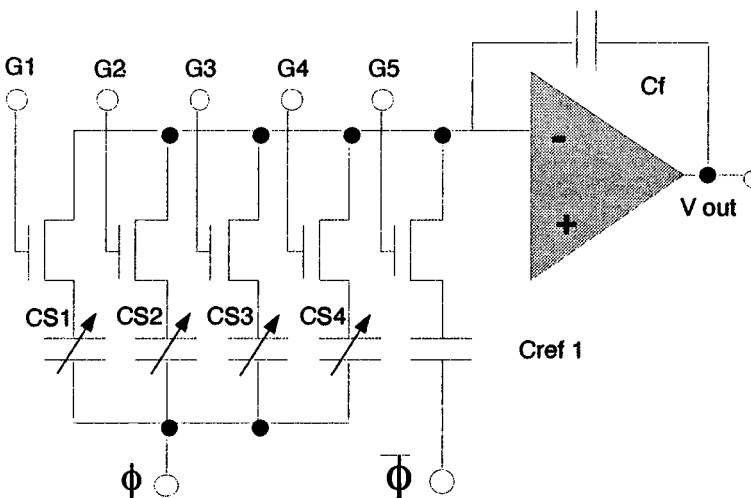 G1 G2 G3 G4 G5
Cf
-
+
V out
CS1 CS2 CS3 CS4
Cref 1
ϕ ϕ̅